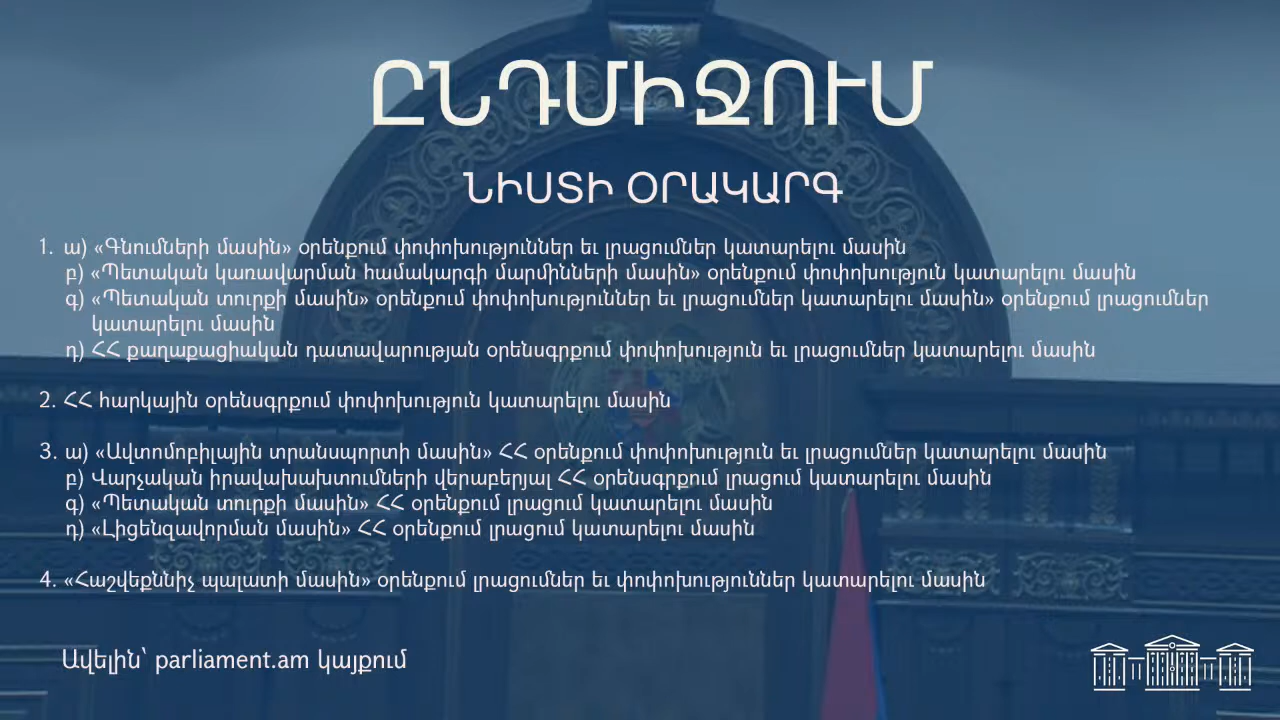 ԸՆԴՄԻՋՈՒՄ
ՆԻՍՏԻ ՕՐԱԿԱՐԳ
1. ա) «Գնումների մասին» օրենքում փոփոխություններ եւ լրացումներ կատարելու մասին
բ) «Պետական կառավարման համակարգի մարմինների մասին» օրենքում փոփոխություն կատարելու մասին
գ) «Պետական տուրքի մասին» օրենքում փոփոխություններ եւ լրացումներ կատարելու մասին» օրենքում լրացումներ
կատարելու մասին
դ) ՀՀ քաղաքացիական դատավարության օրենսգրքում փոփոխություն եւ լրացումներ կատարելու մասին
2. ՀՀ հարկային օրենսգրքում փոփոխություն կատարելու մասին
3. ա) «Ավտոմոբիլային տրանսպորտի մասին» ՀՀ օրենքում փոփոխություն եւ լրացումներ կատարելու մասին
բ) Վարչական իրավախախտումների վերաբերյալ ՀՀ օրենսգրքում լրացում կատարելու մասին
գ) «Պետական տուրքի մասին» ՀՀ օրենքում լրացում կատարելու մասին
դ) «Լիցենզավորման մասին» ՀՀ օրենքում լրացում կատարելու մասին
4. «Հաշվեքննիչ պալատի մասին» օրենքում լրացումներ եւ փոփոխություններ կատարելու մասին
Ավելին՝ parliament.am կայքում